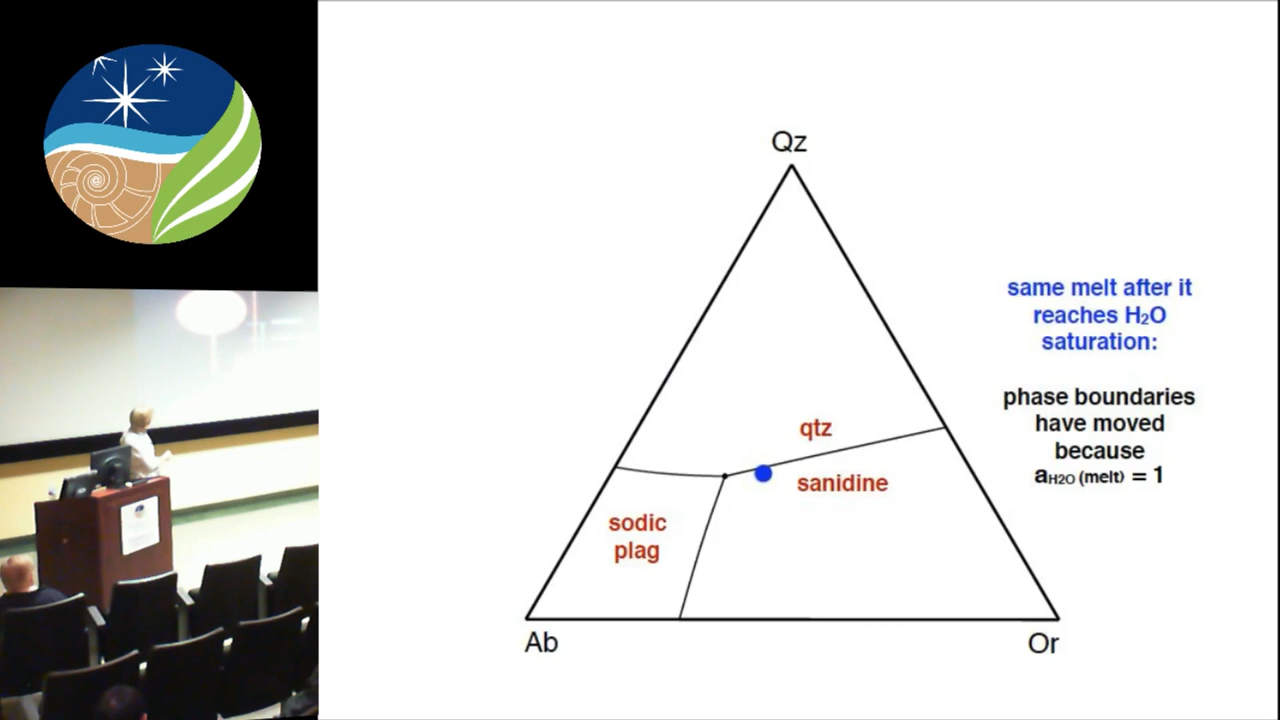 Qz
same melt after it
reaches H₂O
saturation:
phase boundaries
have moved
because
aH2O (melt) = 1
qtz
sanidine
sodic
plag
Ab
Or